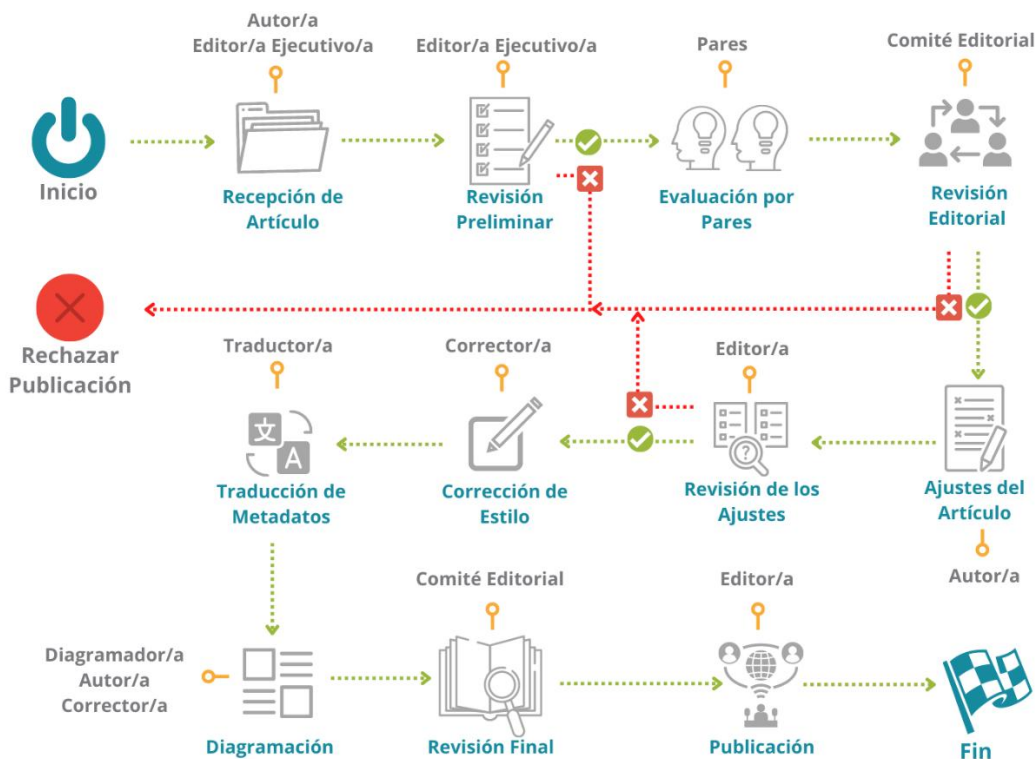 Autor/a
Editor/a Ejecutivo/a
Editor/a Ejecutivo/a
Pares
Comité Editorial
Inicio
Recepción de
Artículo
Revisión
Preliminar
Evaluación por
Pares
Revisión
Editorial
Rechazar
Publicación
Traductor/a
Corrector/a
Editor/a
文
A
?
Traducción de
Metadatos
Corrección de
Estilo
Revisión de los
Ajustes
Ajustes del
Artículo
Autor/a
Comité Editorial
Editor/a
Diagramador/a
Autor/a
Corrector/a
Diagramación
Revisión Final
Publicación
Fin